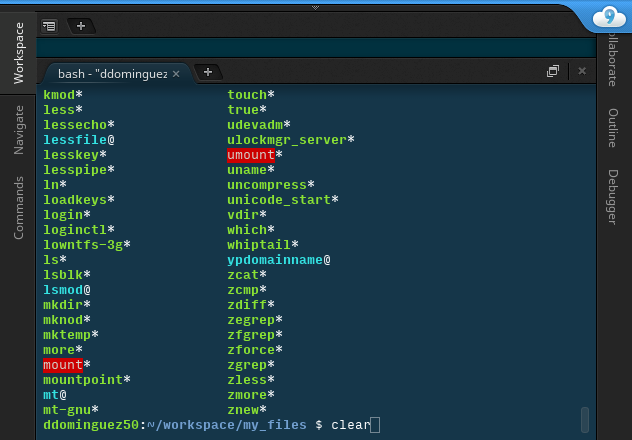 Workspace
Navigate
Commands
bash - "ddominguez
kmod* touch*
less* true*
lessecho* udevadm*
lessfile@ ulockmgr_server*
lesskey* umount*
lesspipe* uname*
ln* uncompress*
loadkeys* unicode_start*
login* vdir*
loginctl* which*
lowntfs-3g* whiptail*
ls* ypdomainname@
lsblk* zcat*
lsmod@ zcmp*
mkdir* zdiff*
mknod* zegrep*
mktemp* zfgrep*
more* zforce*
mount* zgrep*
mountpoint* zless*
mt@ zmore*
mt-gnu* znew*
ddominguez50:~/workspace/my_files $ clear
9
ollaborate
Outline
Debugger